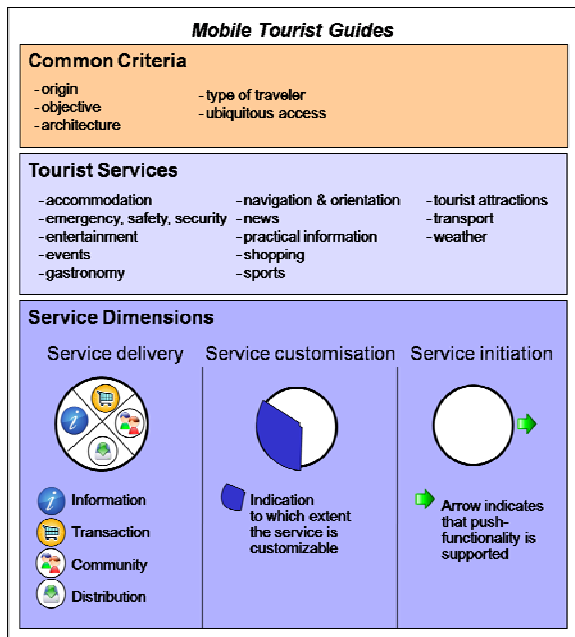 Mobile Tourist Guides
Common Criteria
- origin
- objective
- architecture
- type of traveler
- ubiquitous access
Tourist Services
- accommodation
- emergency, safety, security
- entertainment
- events
- gastronomy
- navigation & orientation
- news
- practical information
- shopping
- sports
- tourist attractions
- transport
- weather
Service Dimensions
Service delivery
i
i Information
Transaction
Community
Distribution
Service customisation
Indication
to which extent
the service is
customizable
Service initiation
Arrow indicates
that push-
functionality is
supported